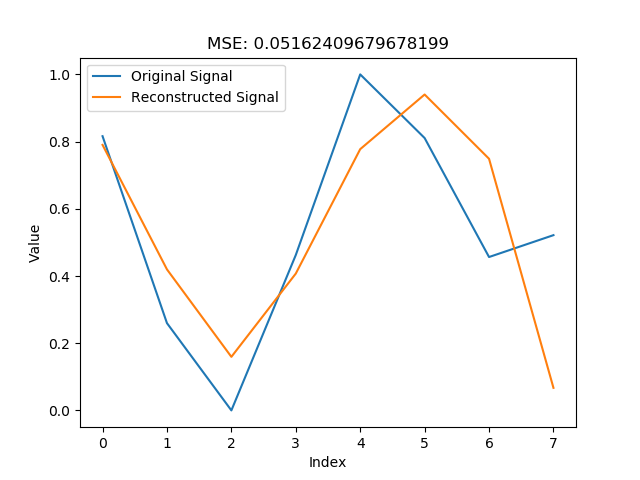 MSE: 0.05162409679678199
Original Signal
Reconstructed Signal
1.0
0.8
0.6
0.4
0.2
0.0
Value
0 1 2 3 4 5 6 7
Index